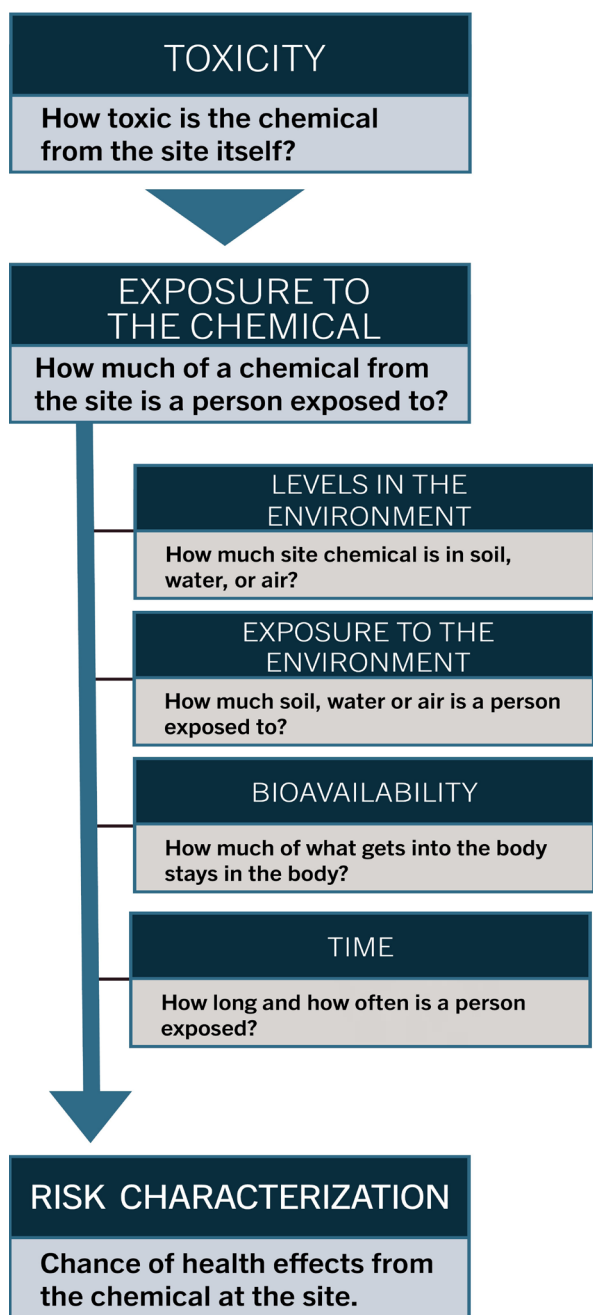 TOXICITY
How toxic is the chemical
from the site itself?
EXPOSURE TO
THE CHEMICAL
How much of a chemical from
the site is a person exposed to?
LEVELS IN THE
ENVIRONMENT
How much site chemical is in soil,
water, or air?
EXPOSURE TO THE
ENVIRONMENT
How much soil, water or air is a person
exposed to?
BIOAVAILABILITY
How much of what gets into the body
stays in the body?
TIME
How long and how often is a person
exposed?
RISK CHARACTERIZATION
Chance of health effects from
the chemical at the site.